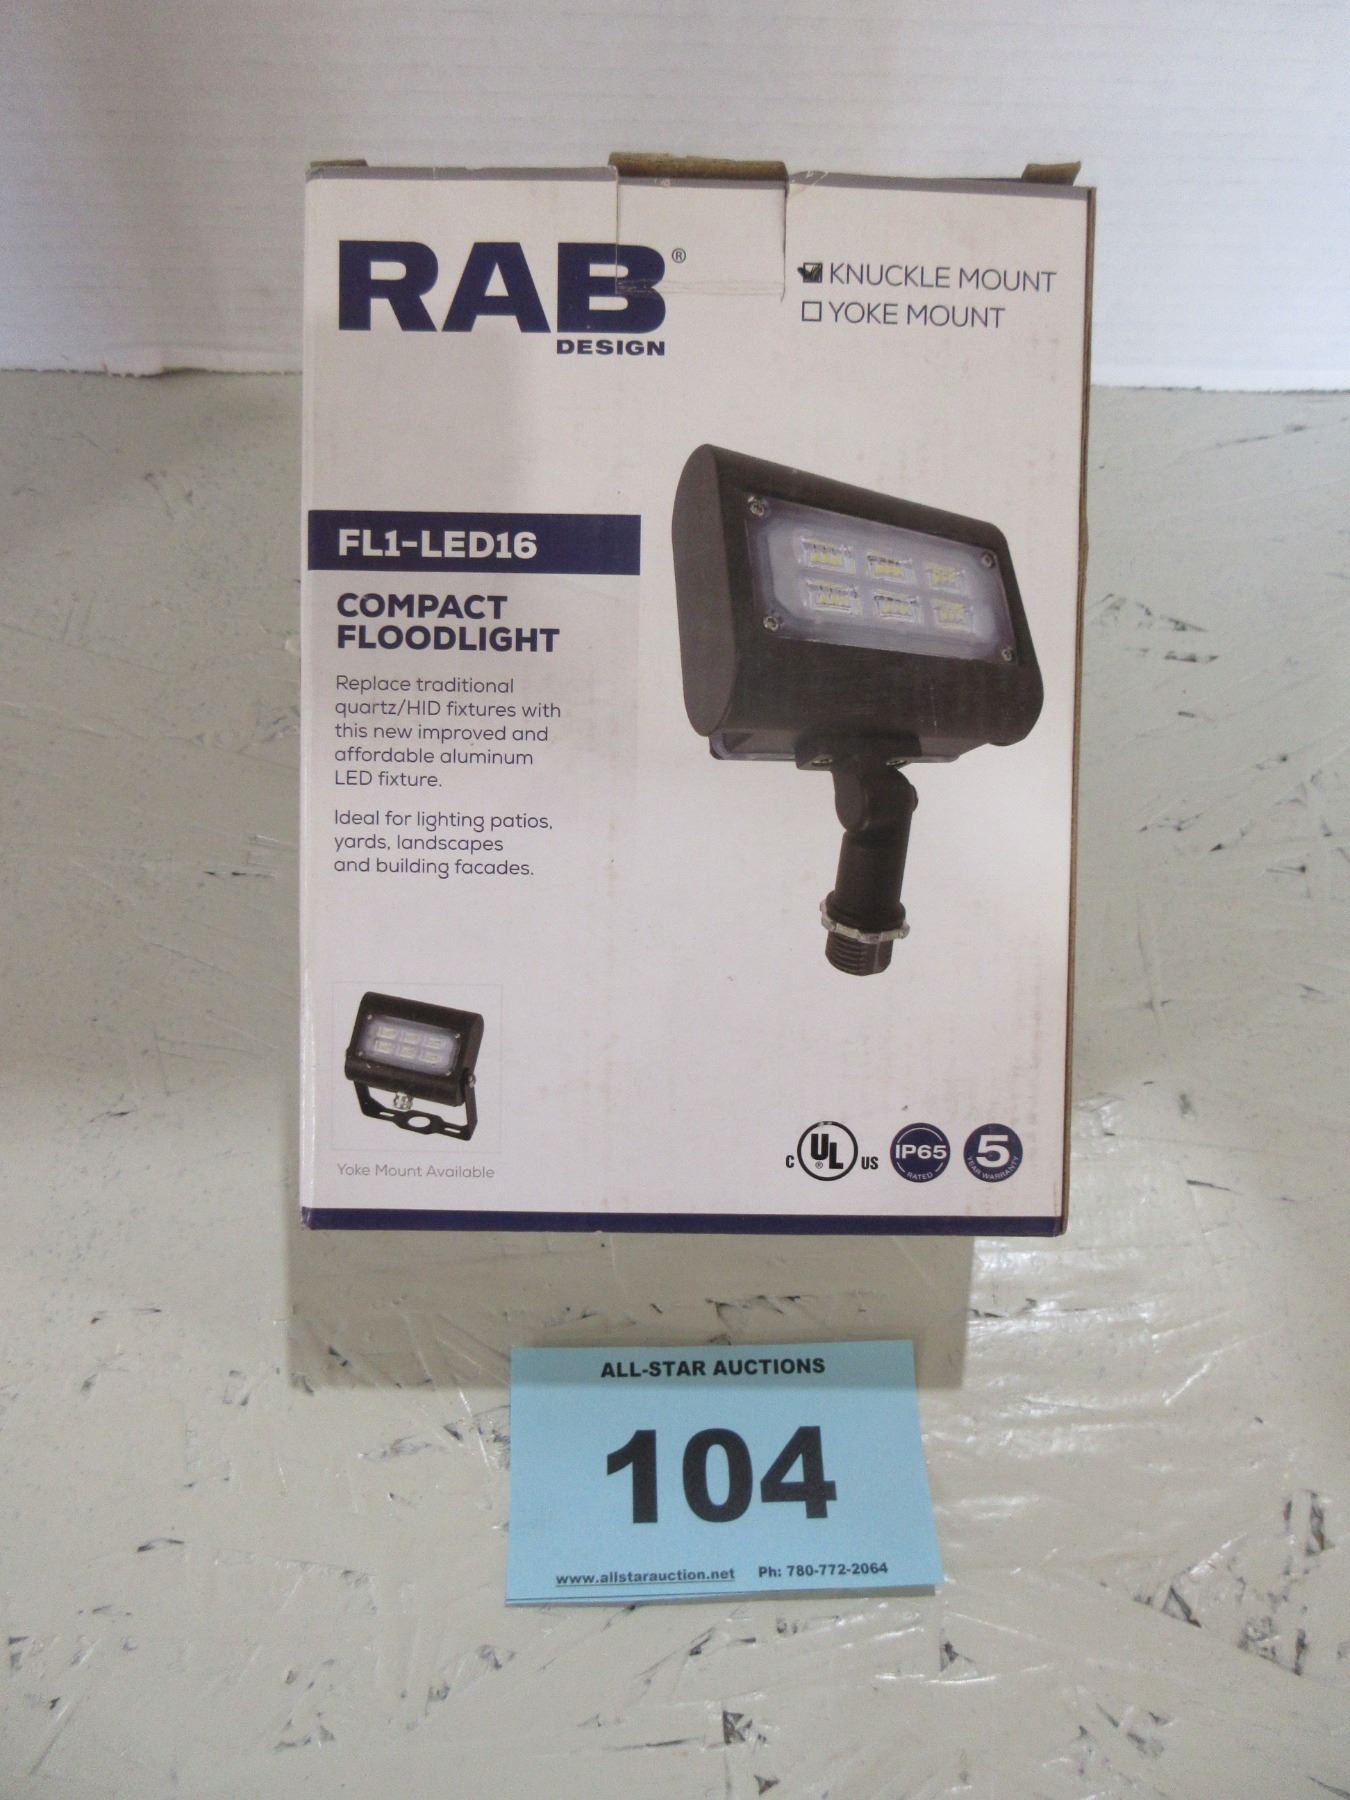 RAB®
DESIGN
KNUCKLE MOUNT
YOKE MOUNT
FL1-LED16
COMPACT
FLOODLIGHT
Replace traditional
quartz/HID fixtures with
this new improved and
affordable aluminum
LED fixture.
Ideal for lighting patios,
yards, landscapes
and building facades.
Yoke Mount Available
C UL® US
IP65
RATED
5
YEAR WARRANTY
ALL-STAR AUCTIONS
104
www.allstarauction.net Ph: 780-772-2064